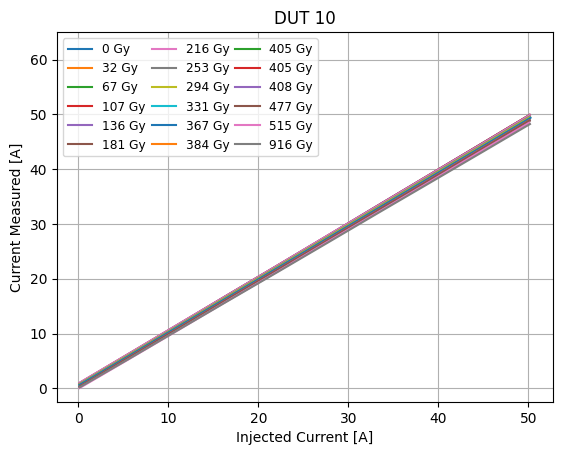 DUT 10
Current Measured [A]
60
50
40
30
20
10
0
0 Gy
32 Gy
67 Gy
107 Gy
136 Gy
181 Gy
216 Gy
253 Gy
294 Gy
331 Gy
367 Gy
384 Gy
405 Gy
405 Gy
408 Gy
477 Gy
515 Gy
916 Gy
0 10 20 30 40 50
Injected Current [A]